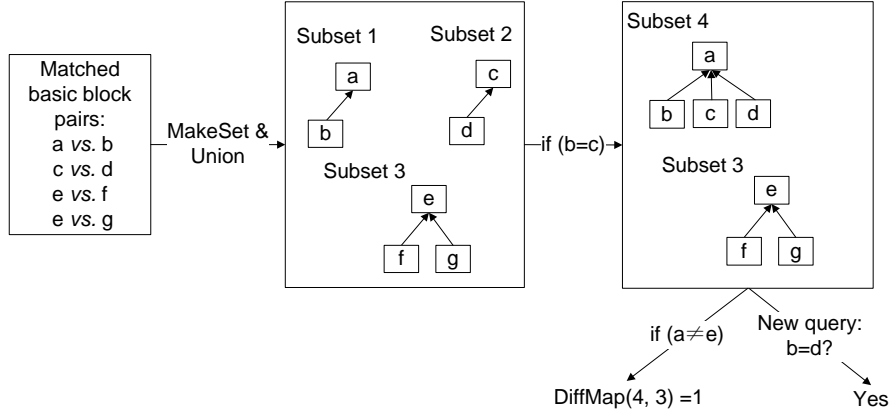 Matched
basic block
pairs:
a vs. b
c vs. d
e vs. f
e vs. g
MakeSet &
Union
Subset 1
a
b
Subset 2
c
d
Subset 3
e
f
g
if (b=c)
Subset 4
a
b
c
d
Subset 3
e
f
g
if (a≠e)
DiffMap(4, 3) =1
New query:
b=d?
Yes